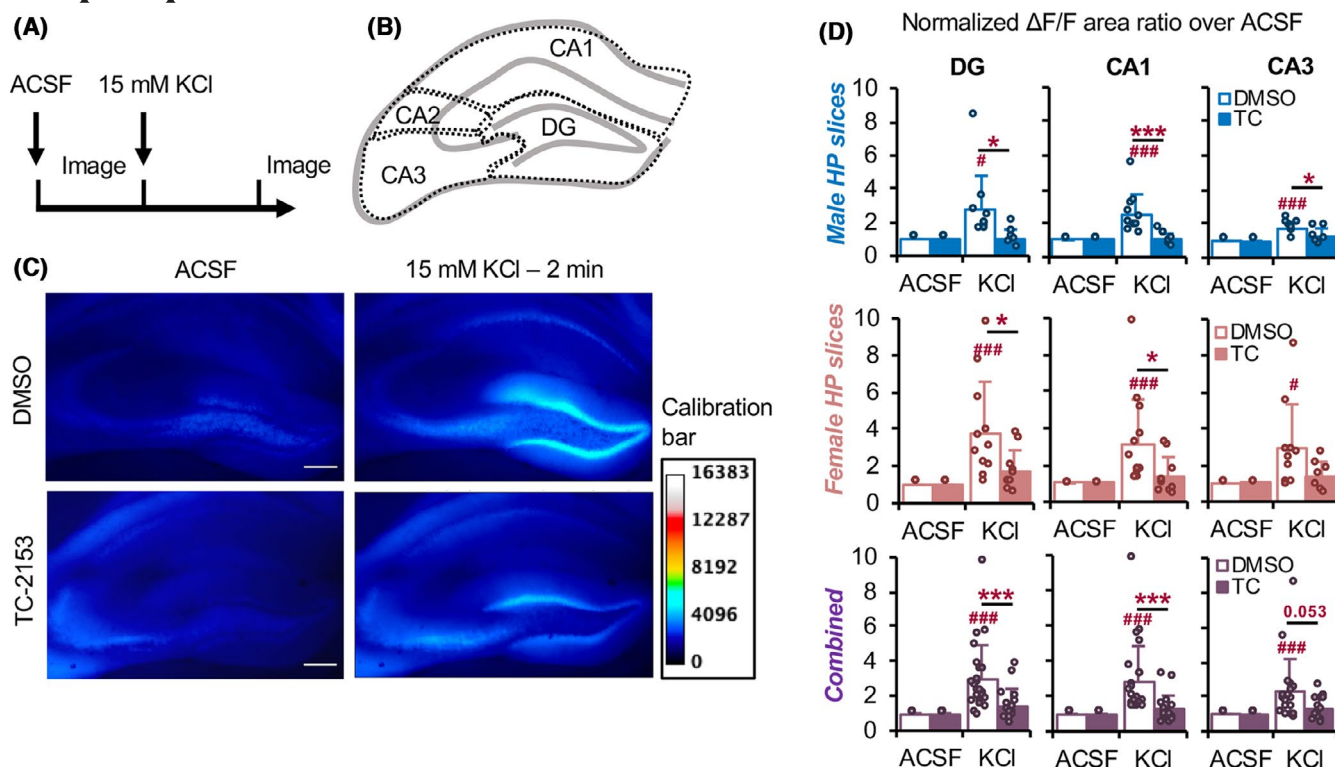 (A)
ACSF 15 mM KCl
Image
Image
(B)
CA1
CA2
DG
CA3
(C)
ACSF 15 mM KCl – 2 min
DMSO
TC-2153
Calibration
bar
16383
12287
8192
4096
0
(D)
Normalized ΔF/F area ratio over ACSF
DG CA1 CA3
Male HP slices
10
8
6
4
2
0
*
#
ACSF KCl
***
###
ACSF KCl
DMSO
TC
*
###
ACSF KCl
Female HP slices
10
8
6
4
2
0
*
###
ACSF KCl
*
###
ACSF KCl
DMSO
TC
#
ACSF KCl
Combined
10
8
6
4
2
0
***
###
ACSF KCl
***
###
ACSF KCl
DMSO
TC
0.053
###
ACSF KCl